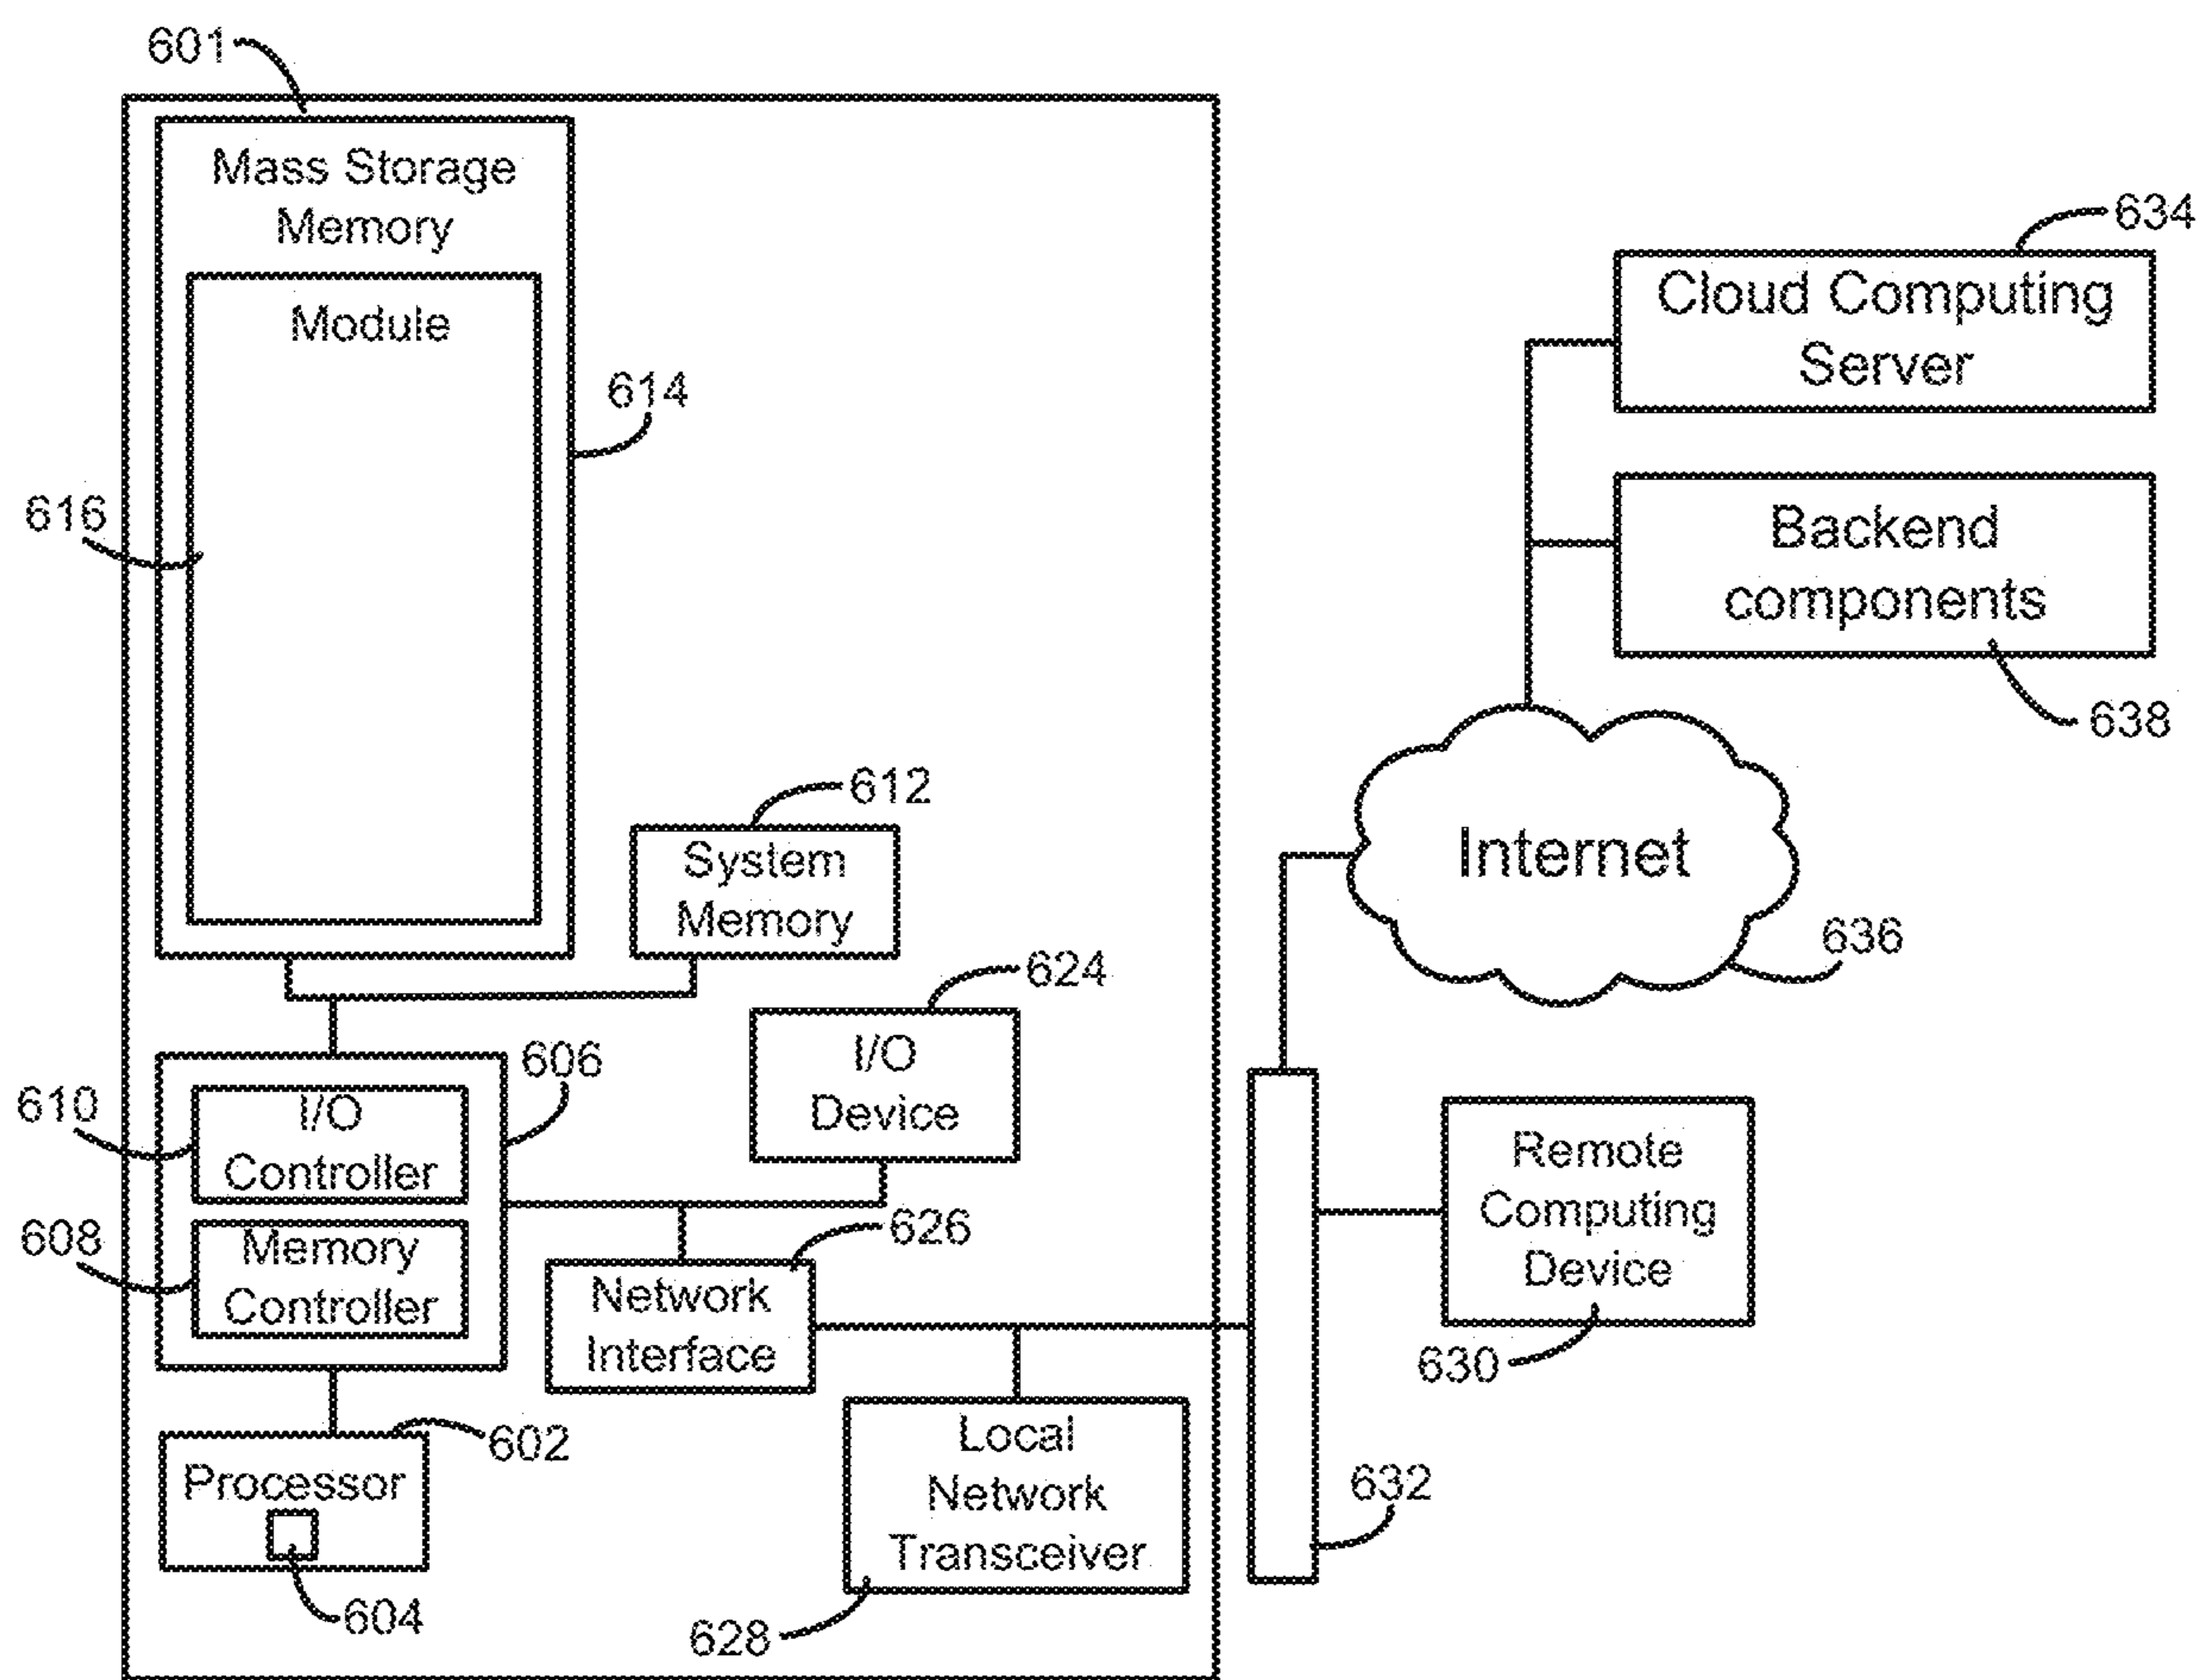 601
Mass Storage
Memory
Module
614
616
612
System
Memory
624
I/O
Device
606
610
I/O
Controller
608
Memory
Controller
626
Network
Interface
602
Processor
604
Local
Network
Transceiver
628
634
Cloud Computing
Server
Backend
components
638
Internet
636
Remote
Computing
Device
630
632